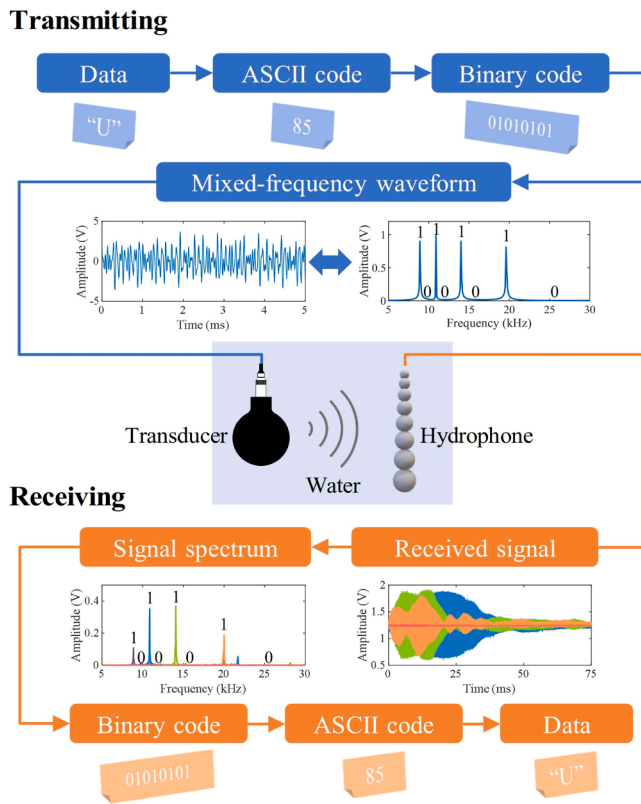 Transmitting
Data
ASCII code
Binary code
“U”
85
01010101
Mixed-frequency waveform
Amplitude (V)
5
0
-5
0
1
2
3
4
5
Time (ms)
Amplitude (V)
1
0.5
0
1
1
1
1
0
0
0
0
5
10
15
20
25
30
Frequency (kHz)
Transducer
Water
Hydrophone
Receiving
Signal spectrum
Received signal
Amplitude (V)
0.4
0.2
0
1
1
1
1
0
0
0
0
5
10
15
20
25
30
Frequency (kHz)
Amplitude (V)
2
1.5
1
0.5
0
25
50
75
Time (ms)
Binary code
ASCII code
Data
01010101
85
“U”